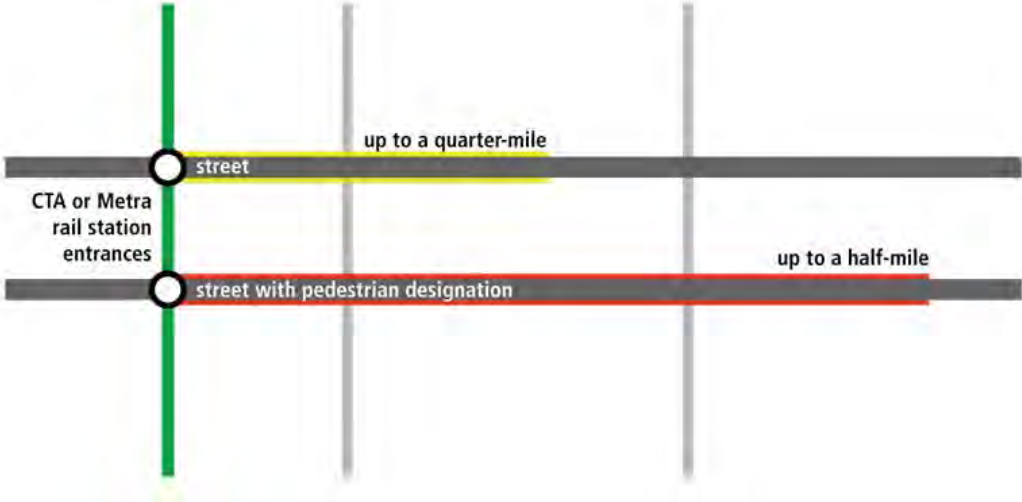 up to a quarter-mile
street
CTA or Metra
rail station
entrances
up to a half-mile
street with pedestrian designation